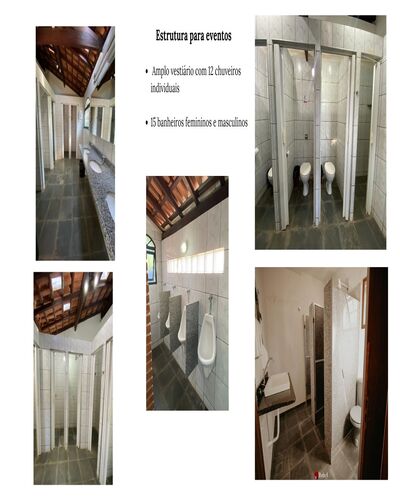 Estrutura para eventos
• Amplo vestiário com 12 chuveiros
individuais
• 15 banheiros femininos e masculinos